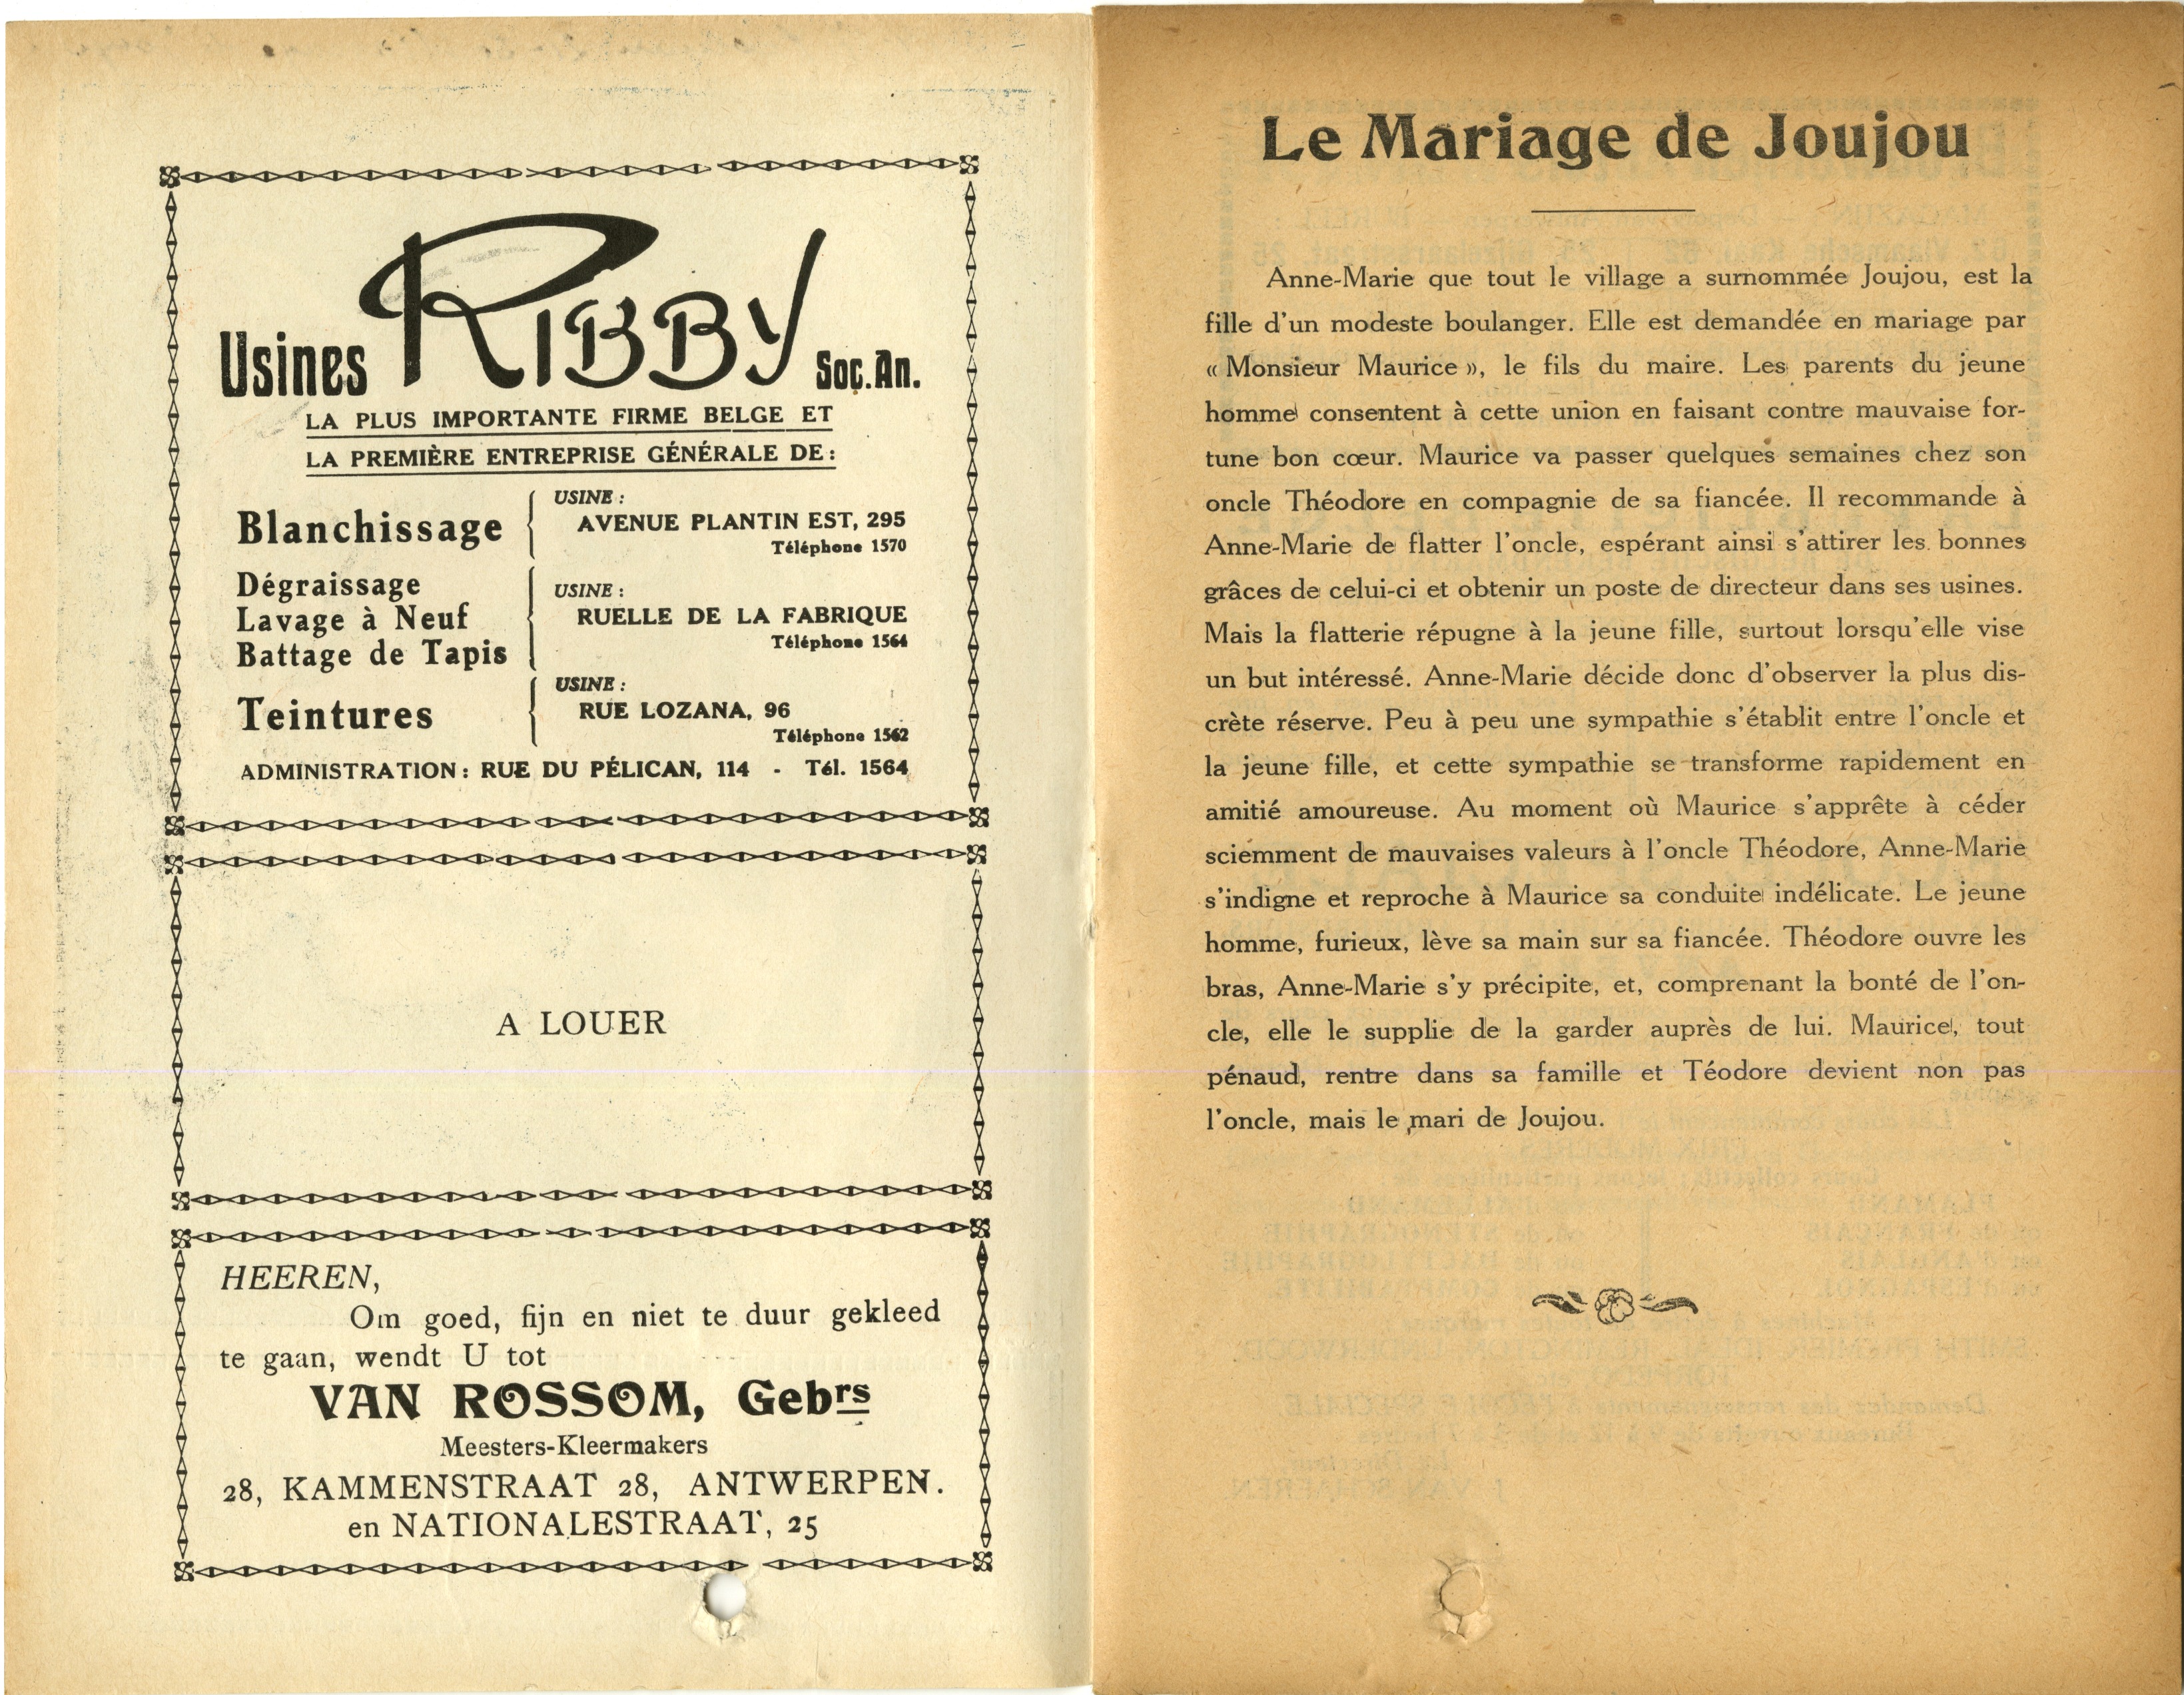 Usines RIBBY Soc. An.
LA PLUS IMPORTANTE FIRME BELGE ET
LA PREMIÈRE ENTREPRISE GÉNÉRALE DE:
Blanchissage
USINE :
AVENUE PLANTIN EST, 295
Téléphone 1570
Dégraissage
Lavage à Neuf
Battage de Tapis
USINE :
RUELLE DE LA FABRIQUE
Téléphone 1564
Teintures
USINE :
RUE LOZANA, 96
Téléphone 1562
ADMINISTRATION: RUE DU PÉLICAN, 114 - Tél. 1564
A LOUER
HEEREN,
Om goed, fijn en niet te duur gekleed
te gaan, wendt U tot
VAN ROSSOM, Gebrs
Meesters-Kleermakers
28, KAMMENSTRAAT 28, ANTWERPEN.
en NATIONALESTRAAT, 25
Le Mariage de Joujou
Anne-Marie que tout le village a surnommée Joujou, est la
fille d'un modeste boulanger. Elle est demandée en mariage par
« Monsieur Maurice », le fils du maire. Les parents du jeune
homme consentent à cette union en faisant contre mauvaise for-
tune bon cœur. Maurice va passer quelques semaines chez son
oncle Théodore en compagnie de sa fiancée. Il recommande à
Anne-Marie de flatter l'oncle, espérant ainsi s'attirer les bonnes
grâces de celui-ci et obtenir un poste de directeur dans ses usines.
Mais la flatterie répugne à la jeune fille, surtout lorsqu'elle vise
un but intéressé. Anne-Marie décide donc d'observer la plus dis-
crète réserve. Peu à peu une sympathie s'établit entre l'oncle et
la jeune fille, et cette sympathie se transforme rapidement en
amitié amoureuse. Au moment où Maurice s'apprête à céder
sciemment de mauvaises valeurs à l'oncle Théodore, Anne-Marie
s'indigne et reproche à Maurice sa conduite indélicate. Le jeune
homme, furieux, lève sa main sur sa fiancée. Théodore ouvre les
bras, Anne-Marie s'y précipite, et, comprenant la bonté de l'on-
cle, elle le supplie de la garder auprès de lui. Maurice, tout
pénaud, rentre dans sa famille et Téodore devient non pas
l'oncle, mais le mari de Joujou.